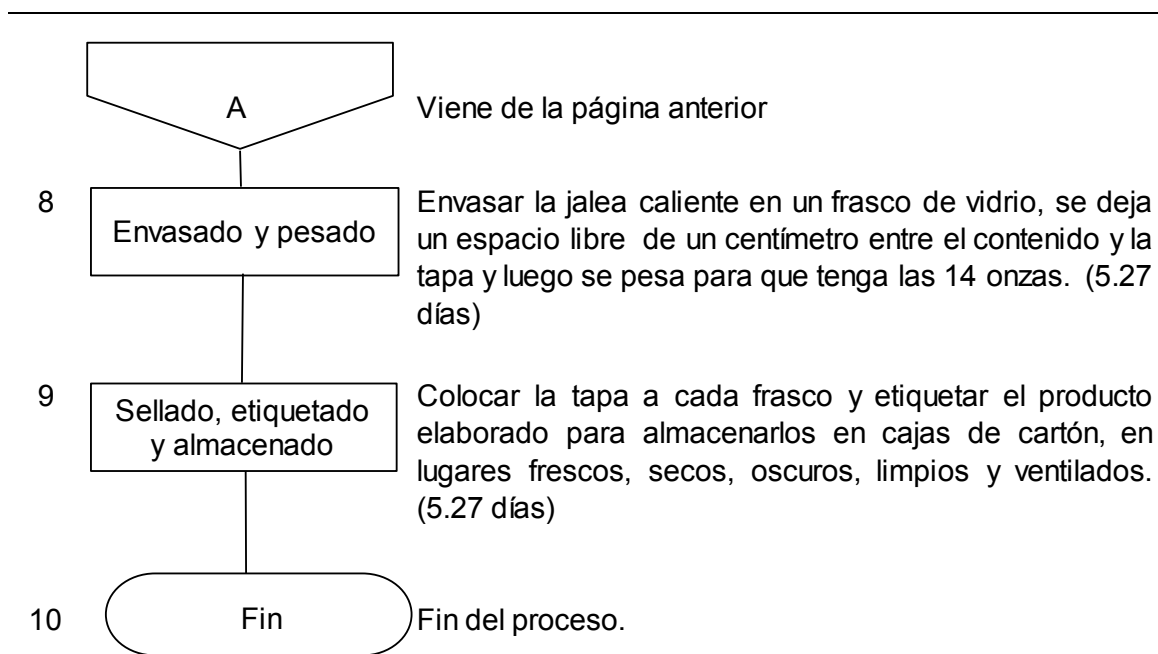 A
Viene de la página anterior
8
Envasado y pesado
Envasar la jalea caliente en un frasco de vidrio, se deja
un espacio libre de un centímetro entre el contenido y la
tapa y luego se pesa para que tenga las 14 onzas. (5.27
días)
9
Sellado, etiquetado
y almacenado
Colocar la tapa a cada frasco y etiquetar el producto
elaborado para almacenarlos en cajas de cartón, en
lugares frescos, secos, oscuros, limpios y ventilados.
(5.27 días)
10
Fin
Fin del proceso.